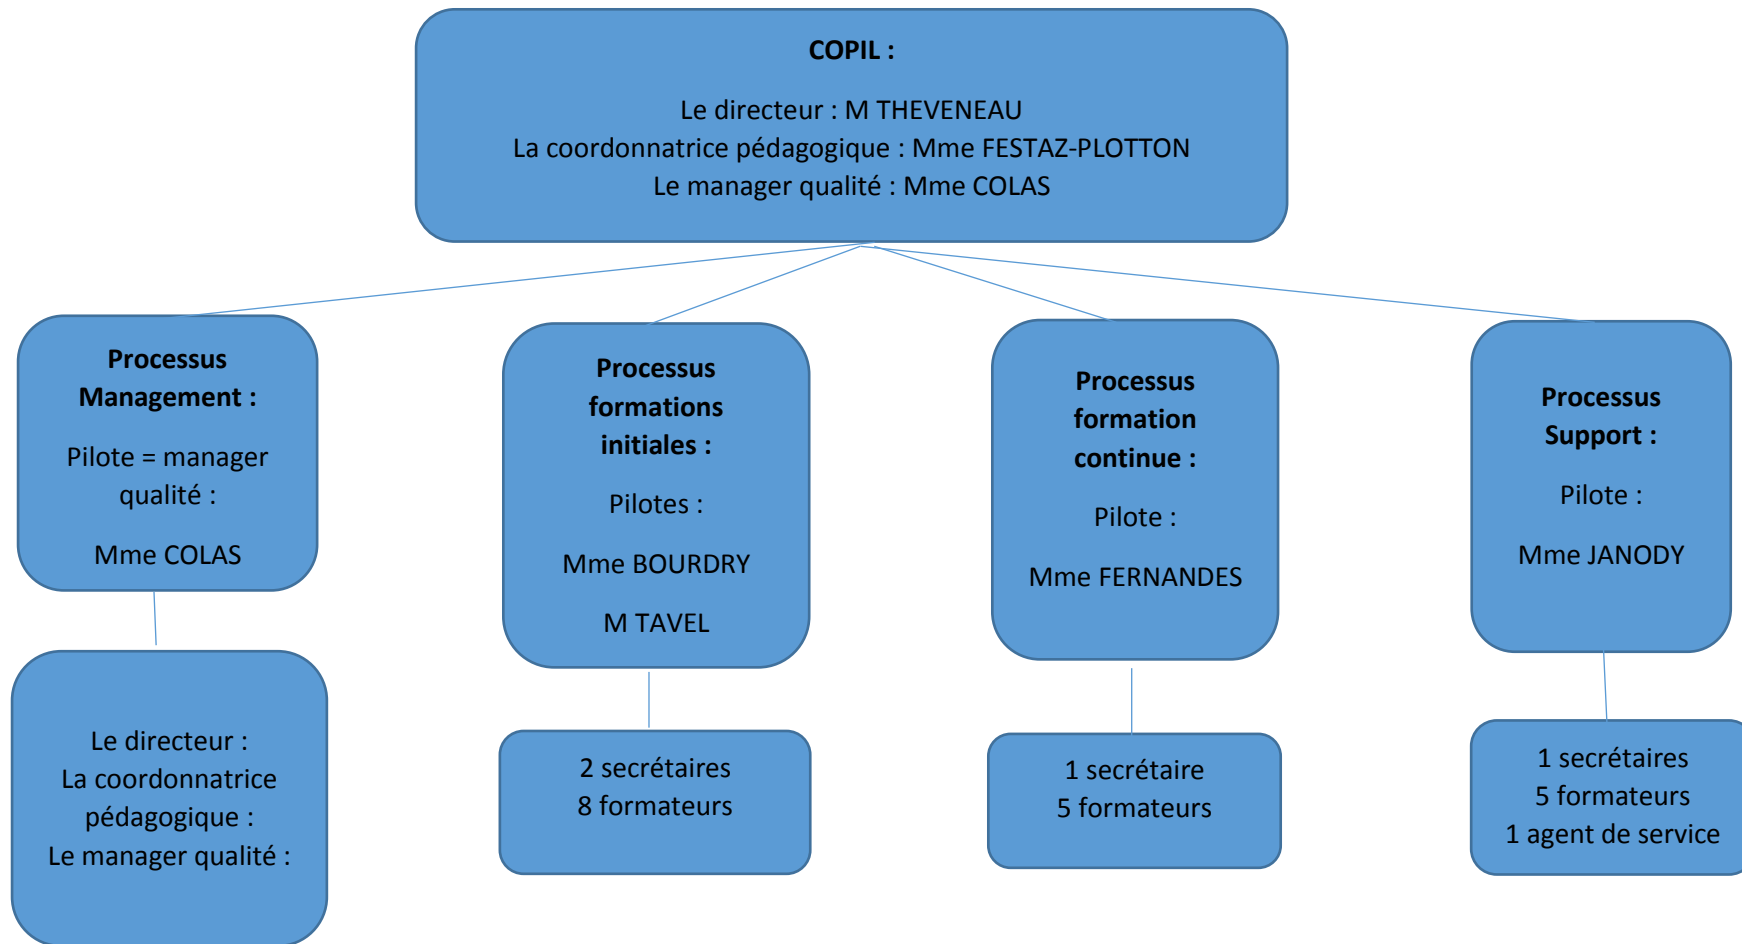 COPIL :
Le directeur : M THEVENEAU
La coordonnatrice pédagogique : Mme FESTAZ-PLOTTON
Le manager qualité : Mme COLAS
Processus
Management :
Pilote = manager
qualité :
Mme COLAS
Processus
formations
initiales :
Pilotes :
Mme BOURDRY
M TAVEL
Processus
formation
continue :
Pilote :
Mme FERNANDES
Processus
Support :
Pilote :
Mme JANODY
Le directeur :
La coordonnatrice
pédagogique :
Le manager qualité :
2 secrétaires
8 formateurs
1 secrétaire
5 formateurs
1 secrétaires
5 formateurs
1 agent de service